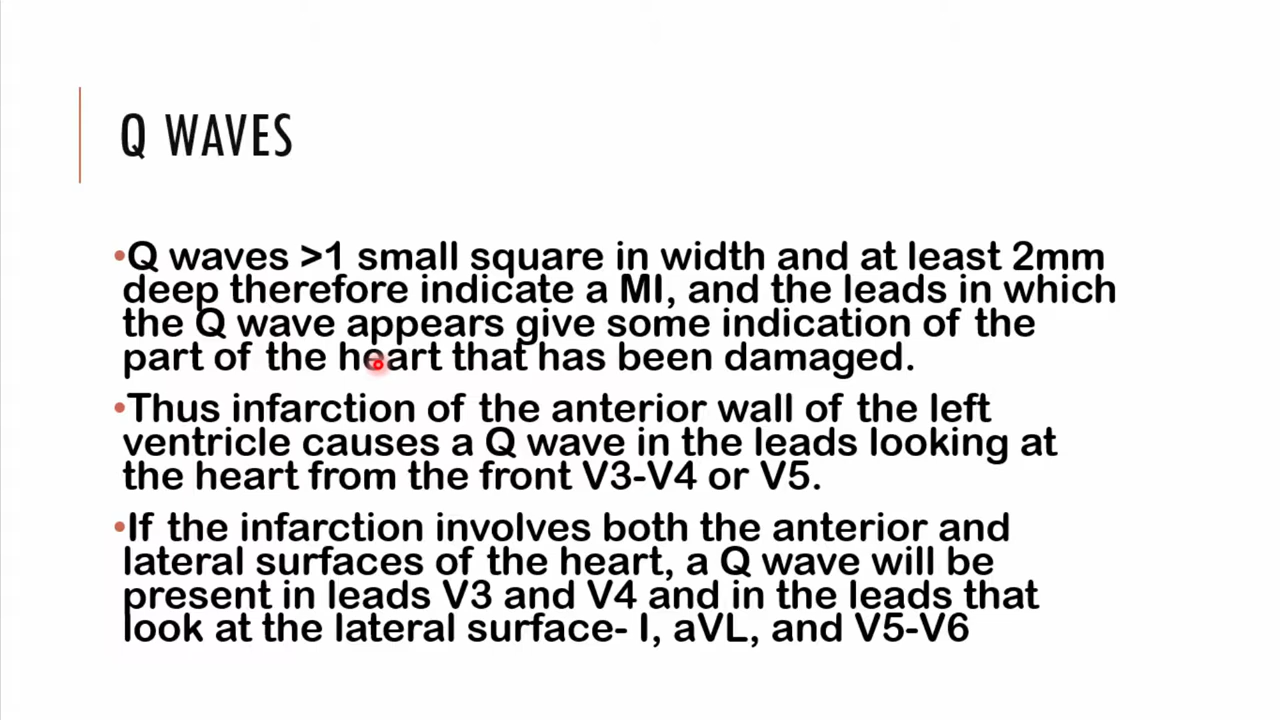 Q WAVES
•Q waves >1 small square in width and at least 2mm
deep therefore indicate a MI, and the leads in which
the Q wave appears give some indication of the
part of the heart that has been damaged.
•Thus infarction of the anterior wall of the left
ventricle causes a Q wave in the leads looking at
the heart from the front V3-V4 or V5.
•If the infarction involves both the anterior and
lateral surfaces of the heart, a Q wave will be
present in leads V3 and V4 and in the leads that
look at the lateral surface- I, aVL, and V5-V6